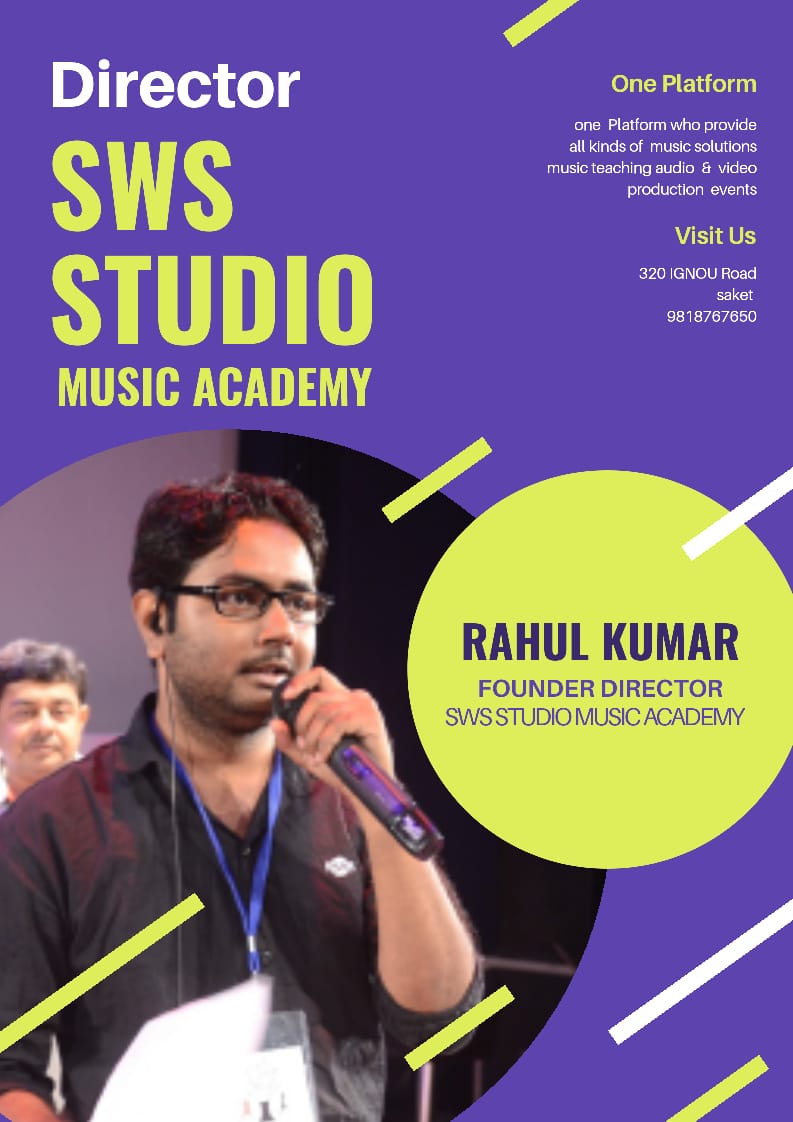 Director
SWS
STUDIO
MUSIC ACADEMY
One Platform
one Platform who provide
all kinds of music solutions
music teaching audio & video
production events
Visit Us
320 IGNOU Road
saket
9818767650
RAHUL KUMAR
FOUNDER DIRECTOR
SWS STUDIO MUSIC ACADEMY